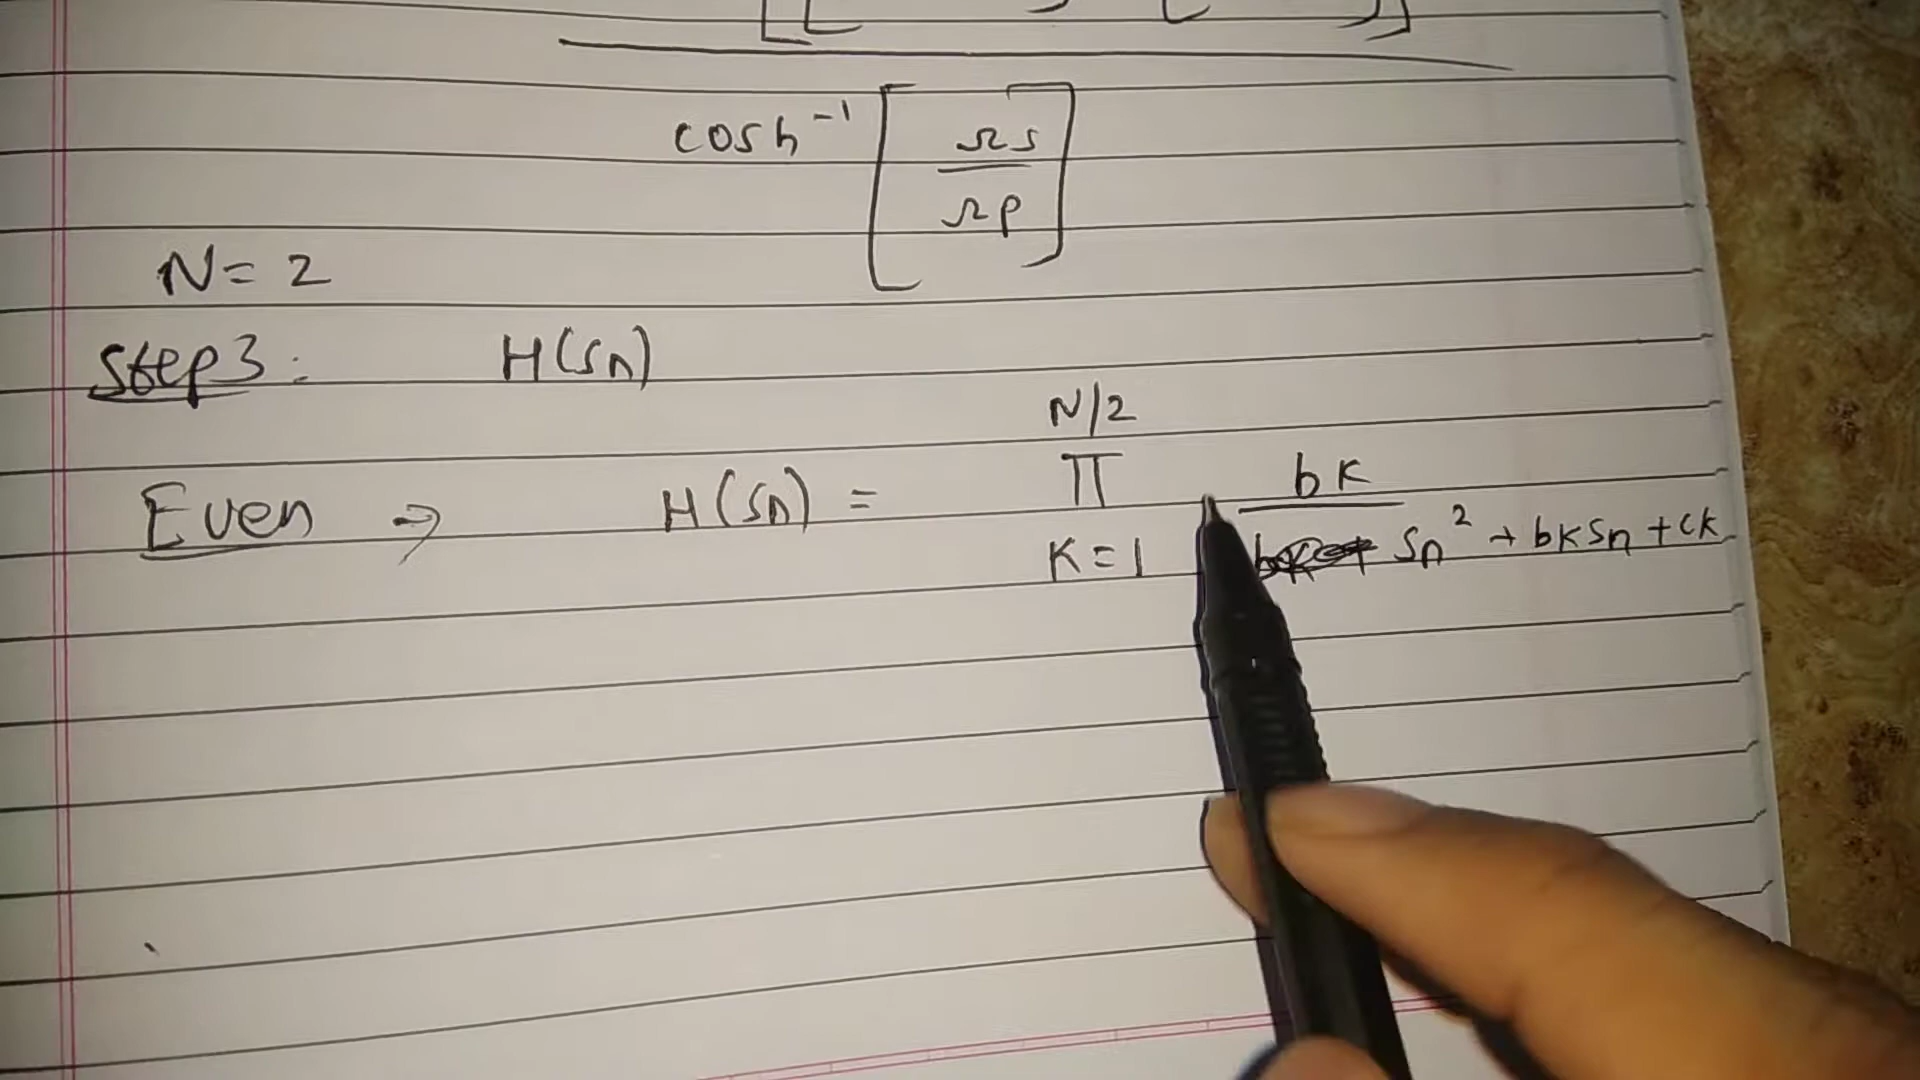 cosh⁻¹ [Ωs / Ωp]
N = 2
Step 3 : H(Sn)
N/2
Even → H(Sn) = π bk
K = 1 Sn² + bkSn + ck